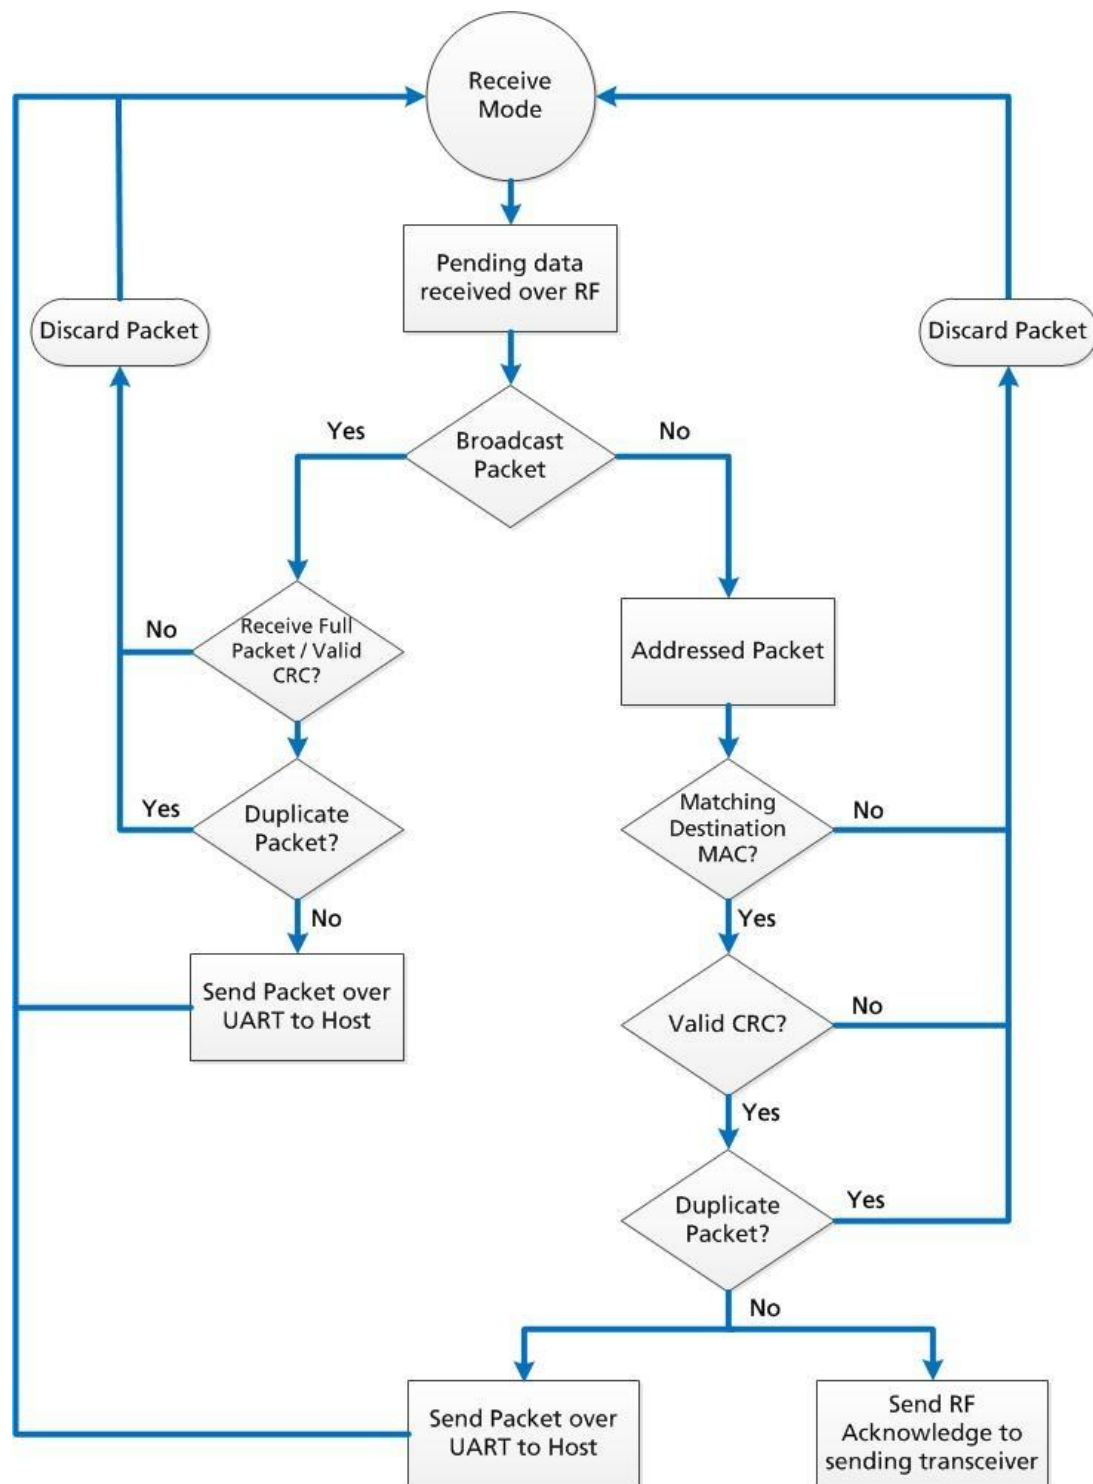 Receive
Mode
Pending data
received over RF
Discard Packet
Discard Packet
Yes
Broadcast
Packet
No
No
Receive Full
Packet / Valid
CRC?
Addressed Packet
Yes
Duplicate
Packet?
Matching
Destination
MAC?
No
No
Yes
Send Packet over
UART to Host
Valid CRC?
No
Yes
Duplicate
Packet?
Yes
No
Send Packet over
UART to Host
Send RF
Acknowledge to
sending transceiver